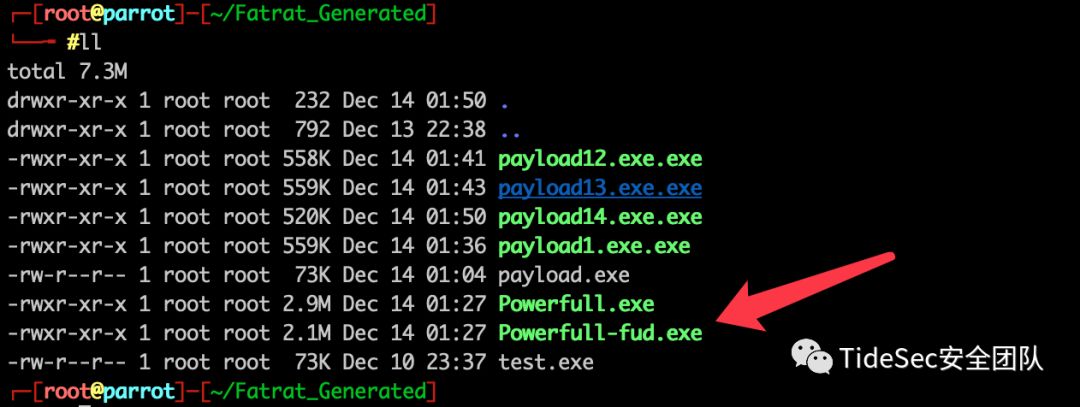 ┌─[root@parrot]─[~/Fatrat_Generated]
└──╼ #ll
total 7.3M
drwxr-xr-x 1 root root  232 Dec 14 01:50 .
drwxr-xr-x 1 root root  792 Dec 13 22:38 ..
-rwxr-xr-x 1 root root 558K Dec 14 01:41 payload12.exe.exe
-rwxr-xr-x 1 root root 559K Dec 14 01:43 payload13.exe.exe
-rwxr-xr-x 1 root root 520K Dec 14 01:50 payload14.exe.exe
-rwxr-xr-x 1 root root 559K Dec 14 01:36 payload1.exe.exe
-rw-r--r-- 1 root root  73K Dec 14 01:04 payload.exe
-rwxr-xr-x 1 root root 2.9M Dec 14 01:27 Powerfull.exe
-rwxr-xr-x 1 root root 2.1M Dec 14 01:27 Powerfull-fud.exe
-rw-r--r-- 1 root root  73K Dec 10 23:37 test.exe
TideSec安全团队
┌─[root@parrot]─[~/Fatrat_Generated]